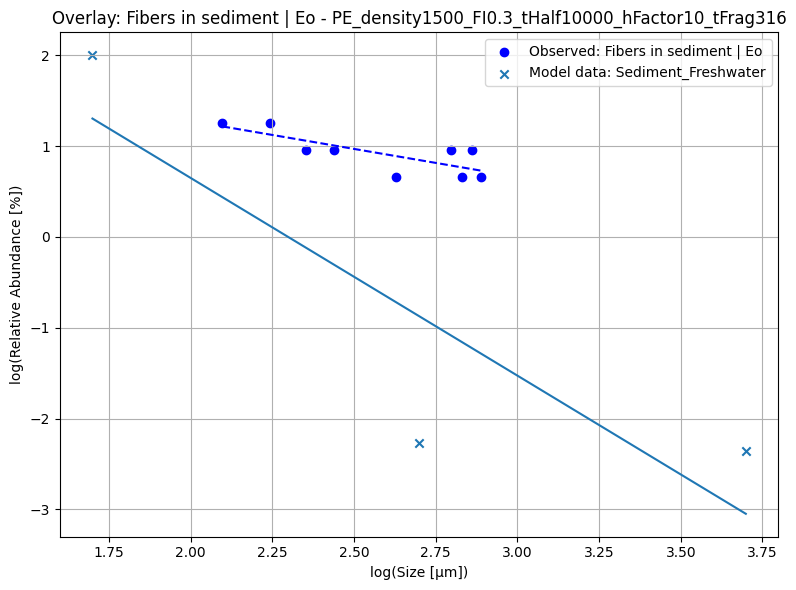 Overlay: Fibers in sediment | Eo - PE_density1500_FI0.3_tHalf10000_hFactor10_tFrag316
Observed: Fibers in sediment | Eo
Model data: Sediment_Freshwater
log(Relative Abundance [%])
2
1
0
−1
−2
−3
1.75 2.00 2.25 2.50 2.75 3.00 3.25 3.50 3.75
log(Size [µm])